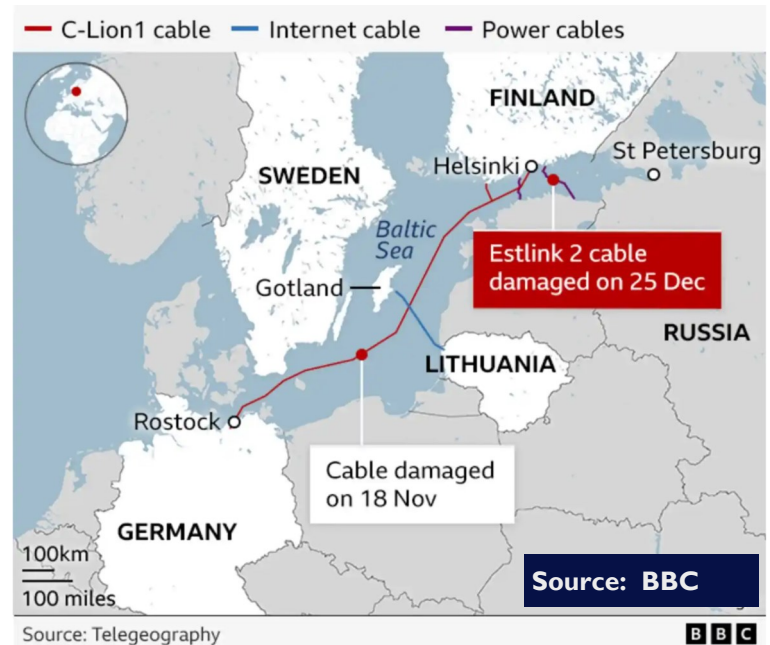 C-Lion1 cable Internet cable Power cables
FINLAND
St Petersburg
Helsinki
SWEDEN
Baltic
Sea
Estlink 2 cable
damaged on 25 Dec
Gotland
RUSSIA
LITHUANIA
Rostock
Cable damaged
on 18 Nov
GERMANY
100km
100 miles
Source: BBC
Source: Telegeography
BBC